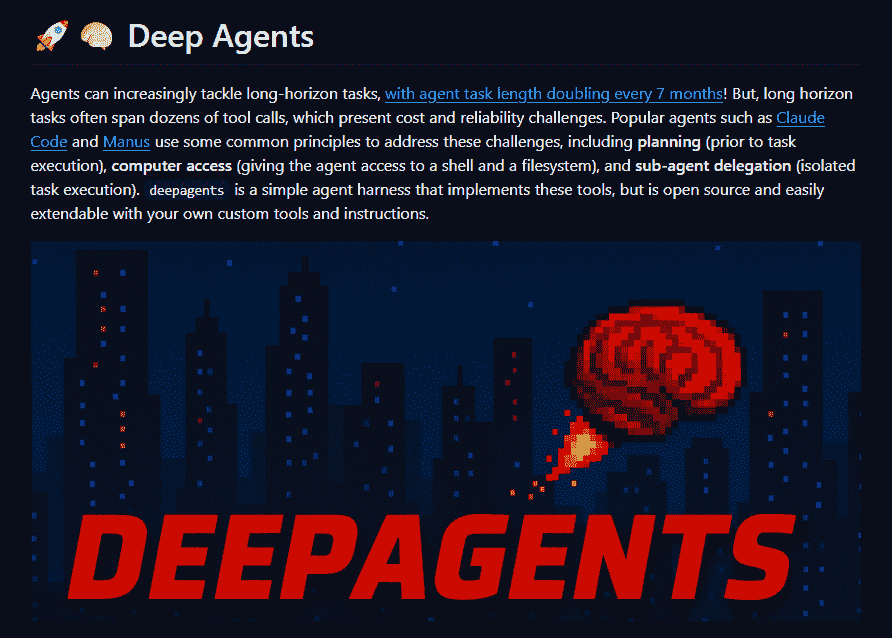 🚀🧠 Deep Agents
Agents can increasingly tackle long-horizon tasks, with agent task length doubling every 7 months! But, long horizon
tasks often span dozens of tool calls, which present cost and reliability challenges. Popular agents such as Claude
Code and Manus use some common principles to address these challenges, including planning (prior to task
execution), computer access (giving the agent access to a shell and a filesystem), and sub-agent delegation (isolated
task execution). deepagents is a simple agent harness that implements these tools, but is open source and easily
extendable with your own custom tools and instructions.
DEEPAGENTS